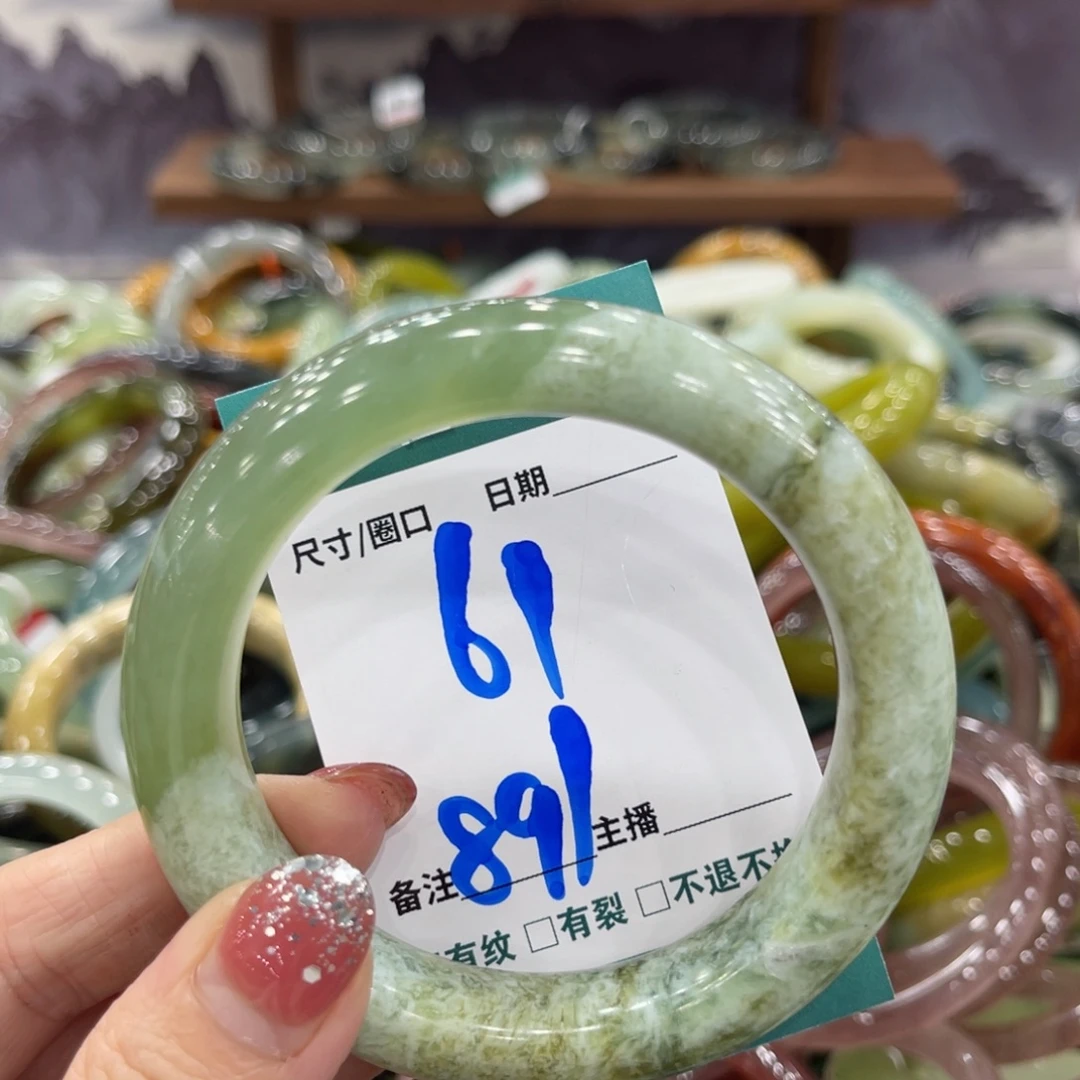 尺寸/圈口 日期
61
891
备注 主播
有纹 □有裂 □不退不